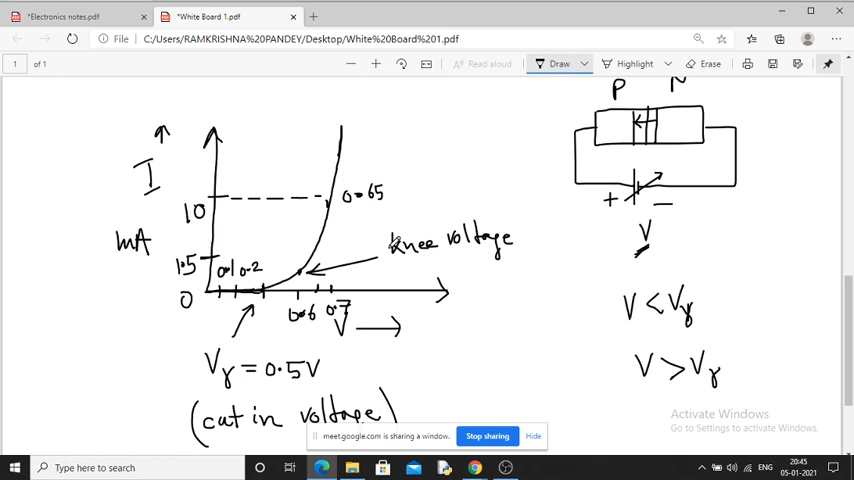 *Electronics notes.pdf
*White Board 1.pdf
File
C:/Users/RAMKRISHNA%20PANDEY/Desktop/White%20Board%201.pdf
1 of 1
Read aloud
Draw
Highlight
Erase
P N
I
10
0.65
mA
knee voltage
1.5
0.1 0.2
0
0.6 0.7
V
+ −
V
V < Vγ
Vγ = 0.5V
V > Vγ
(cut in voltage)
Activate Windows
Go to Settings to activate Windows.
meet.google.com is sharing a window.
Stop sharing
Hide
Type here to search
ENG
20:45
05-01-2021